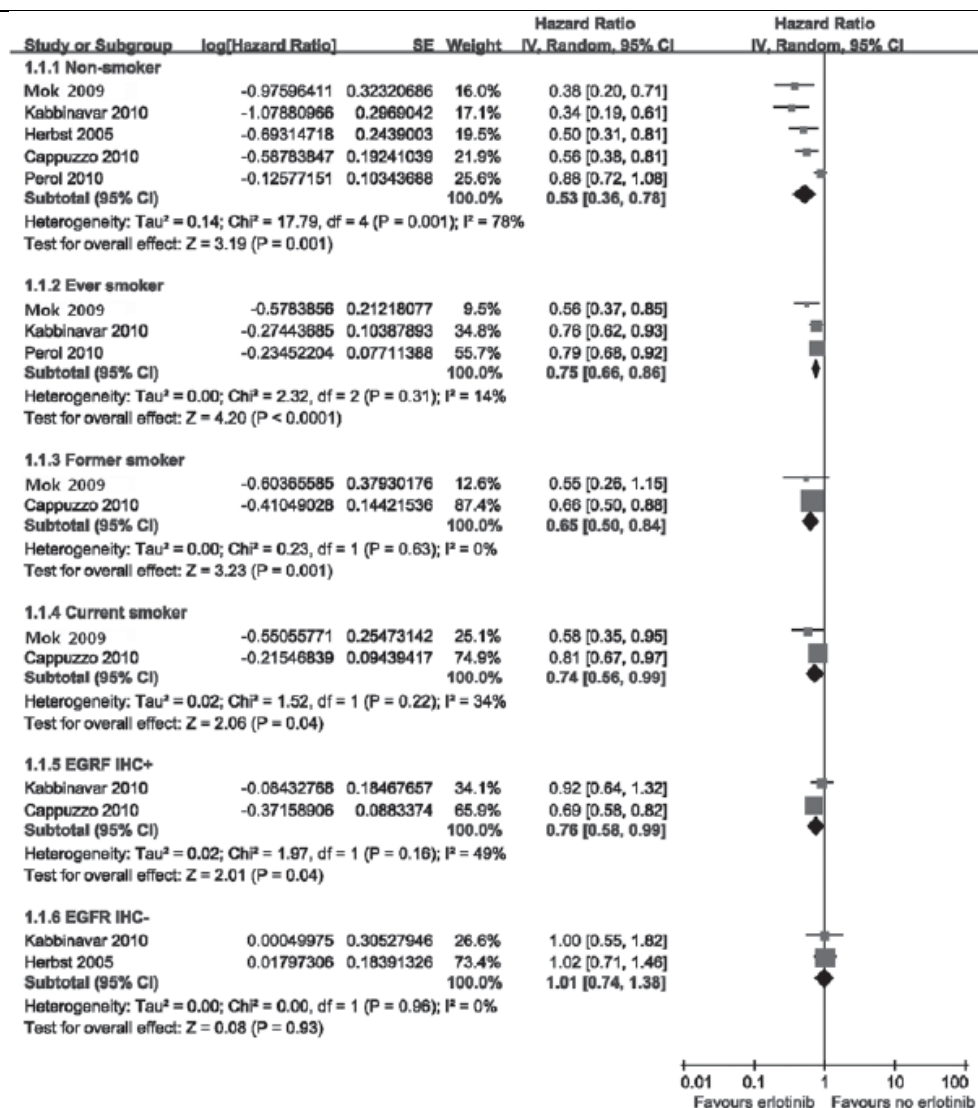 Hazard Ratio Hazard Ratio
Study or Subgroup log[Hazard Ratio] SE Weight IV, Random, 95% CI IV, Random, 95% CI
1.1.1 Non-smoker
Mok 2009 -0.97596411 0.32320686 16.0% 0.38 [0.20, 0.71]
Kabbinavar 2010 -1.07880966 0.2969042 17.1% 0.34 [0.19, 0.61]
Herbst 2005 -0.69314718 0.2439003 19.5% 0.50 [0.31, 0.81]
Cappuzzo 2010 -0.58783847 0.19241039 21.9% 0.56 [0.38, 0.81]
Perol 2010 -0.12577151 0.10343688 25.6% 0.88 [0.72, 1.08]
Subtotal (95% CI) 100.0% 0.53 [0.36, 0.78]
Heterogeneity: Tau² = 0.14; Chi² = 17.79, df = 4 (P = 0.001); I² = 78%
Test for overall effect: Z = 3.19 (P = 0.001)
1.1.2 Ever smoker
Mok 2009 -0.5783856 0.21218077 9.5% 0.56 [0.37, 0.85]
Kabbinavar 2010 -0.27443685 0.10387893 34.8% 0.76 [0.62, 0.93]
Perol 2010 -0.23452204 0.07711388 55.7% 0.79 [0.68, 0.92]
Subtotal (95% CI) 100.0% 0.75 [0.66, 0.86]
Heterogeneity: Tau² = 0.00; Chi² = 2.32, df = 2 (P = 0.31); I² = 14%
Test for overall effect: Z = 4.20 (P < 0.0001)
1.1.3 Former smoker
Mok 2009 -0.60365585 0.37930176 12.6% 0.55 [0.26, 1.15]
Cappuzzo 2010 -0.41049028 0.14421536 87.4% 0.66 [0.50, 0.88]
Subtotal (95% CI) 100.0% 0.65 [0.50, 0.84]
Heterogeneity: Tau² = 0.00; Chi² = 0.23, df = 1 (P = 0.63); I² = 0%
Test for overall effect: Z = 3.23 (P = 0.001)
1.1.4 Current smoker
Mok 2009 -0.55055771 0.25473142 25.1% 0.58 [0.35, 0.95]
Cappuzzo 2010 -0.21546839 0.09439417 74.9% 0.81 [0.67, 0.97]
Subtotal (95% CI) 100.0% 0.74 [0.56, 0.99]
Heterogeneity: Tau² = 0.02; Chi² = 1.52, df = 1 (P = 0.22); I² = 34%
Test for overall effect: Z = 2.06 (P = 0.04)
1.1.5 EGRF IHC+
Kabbinavar 2010 -0.08432768 0.18467657 34.1% 0.92 [0.64, 1.32]
Cappuzzo 2010 -0.37158906 0.0883374 65.9% 0.69 [0.58, 0.82]
Subtotal (95% CI) 100.0% 0.76 [0.58, 0.99]
Heterogeneity: Tau² = 0.02; Chi² = 1.97, df = 1 (P = 0.16); I² = 49%
Test for overall effect: Z = 2.01 (P = 0.04)
1.1.6 EGFR IHC-
Kabbinavar 2010 0.00049975 0.30527946 26.6% 1.00 [0.55, 1.82]
Herbst 2005 0.01797306 0.18391326 73.4% 1.02 [0.71, 1.46]
Subtotal (95% CI) 100.0% 1.01 [0.74, 1.38]
Heterogeneity: Tau² = 0.00; Chi² = 0.00, df = 1 (P = 0.96); I² = 0%
Test for overall effect: Z = 0.08 (P = 0.93)
0.01 0.1 1 10 100
Favours erlotinib Favours no erlotinib